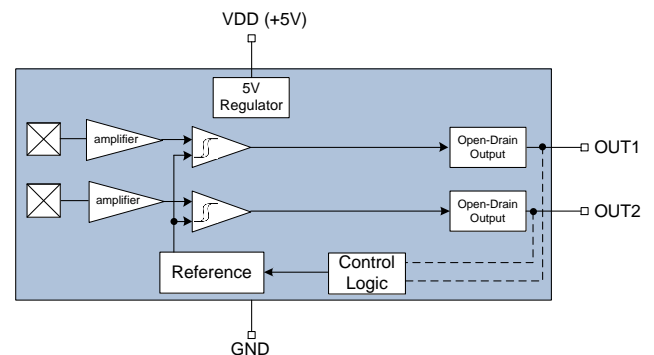 VDD (+5V)
5V
Regulator
amplifier
Open-Drain
Output
OUT1
amplifier
Open-Drain
Output
OUT2
Reference
Control
Logic
GND